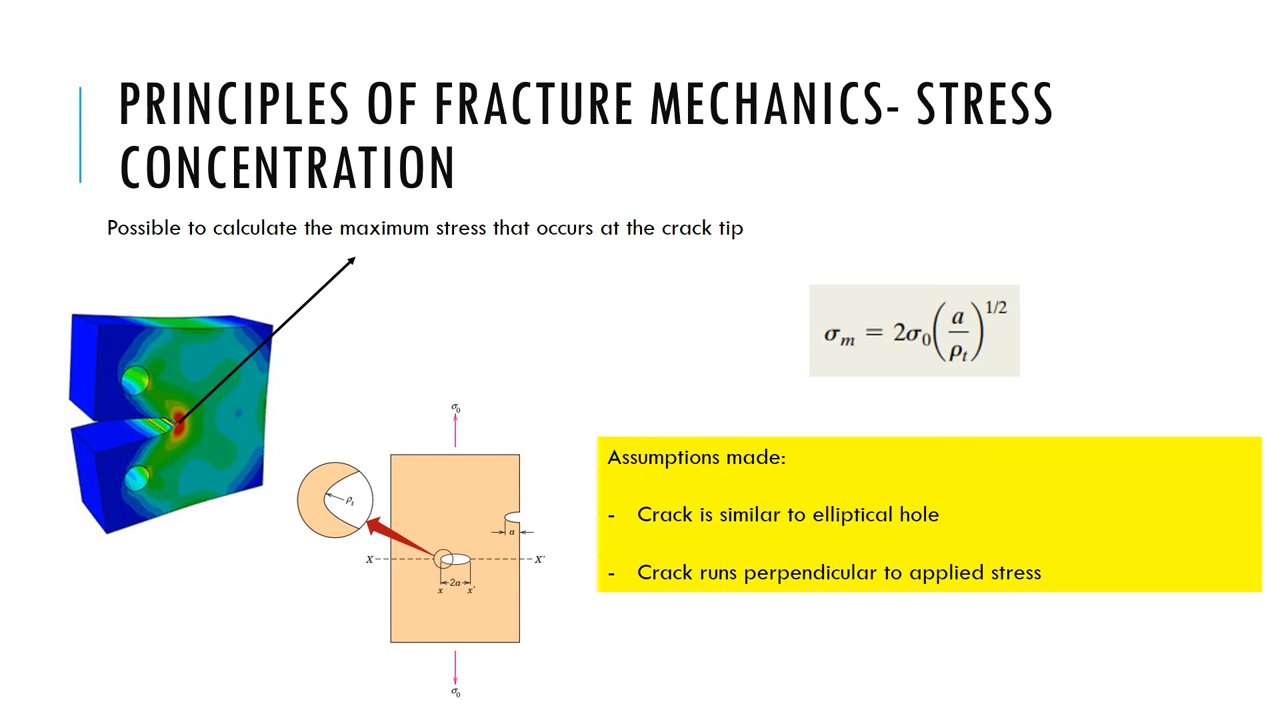 PRINCIPLES OF FRACTURE MECHANICS- STRESS
CONCENTRATION
Possible to calculate the maximum stress that occurs at the crack tip
σm = 2σ0(a/ρt)1/2
σ0
ρt
a
X
X'
2a
x
x'
σ0
Assumptions made:
- Crack is similar to elliptical hole
- Crack runs perpendicular to applied stress